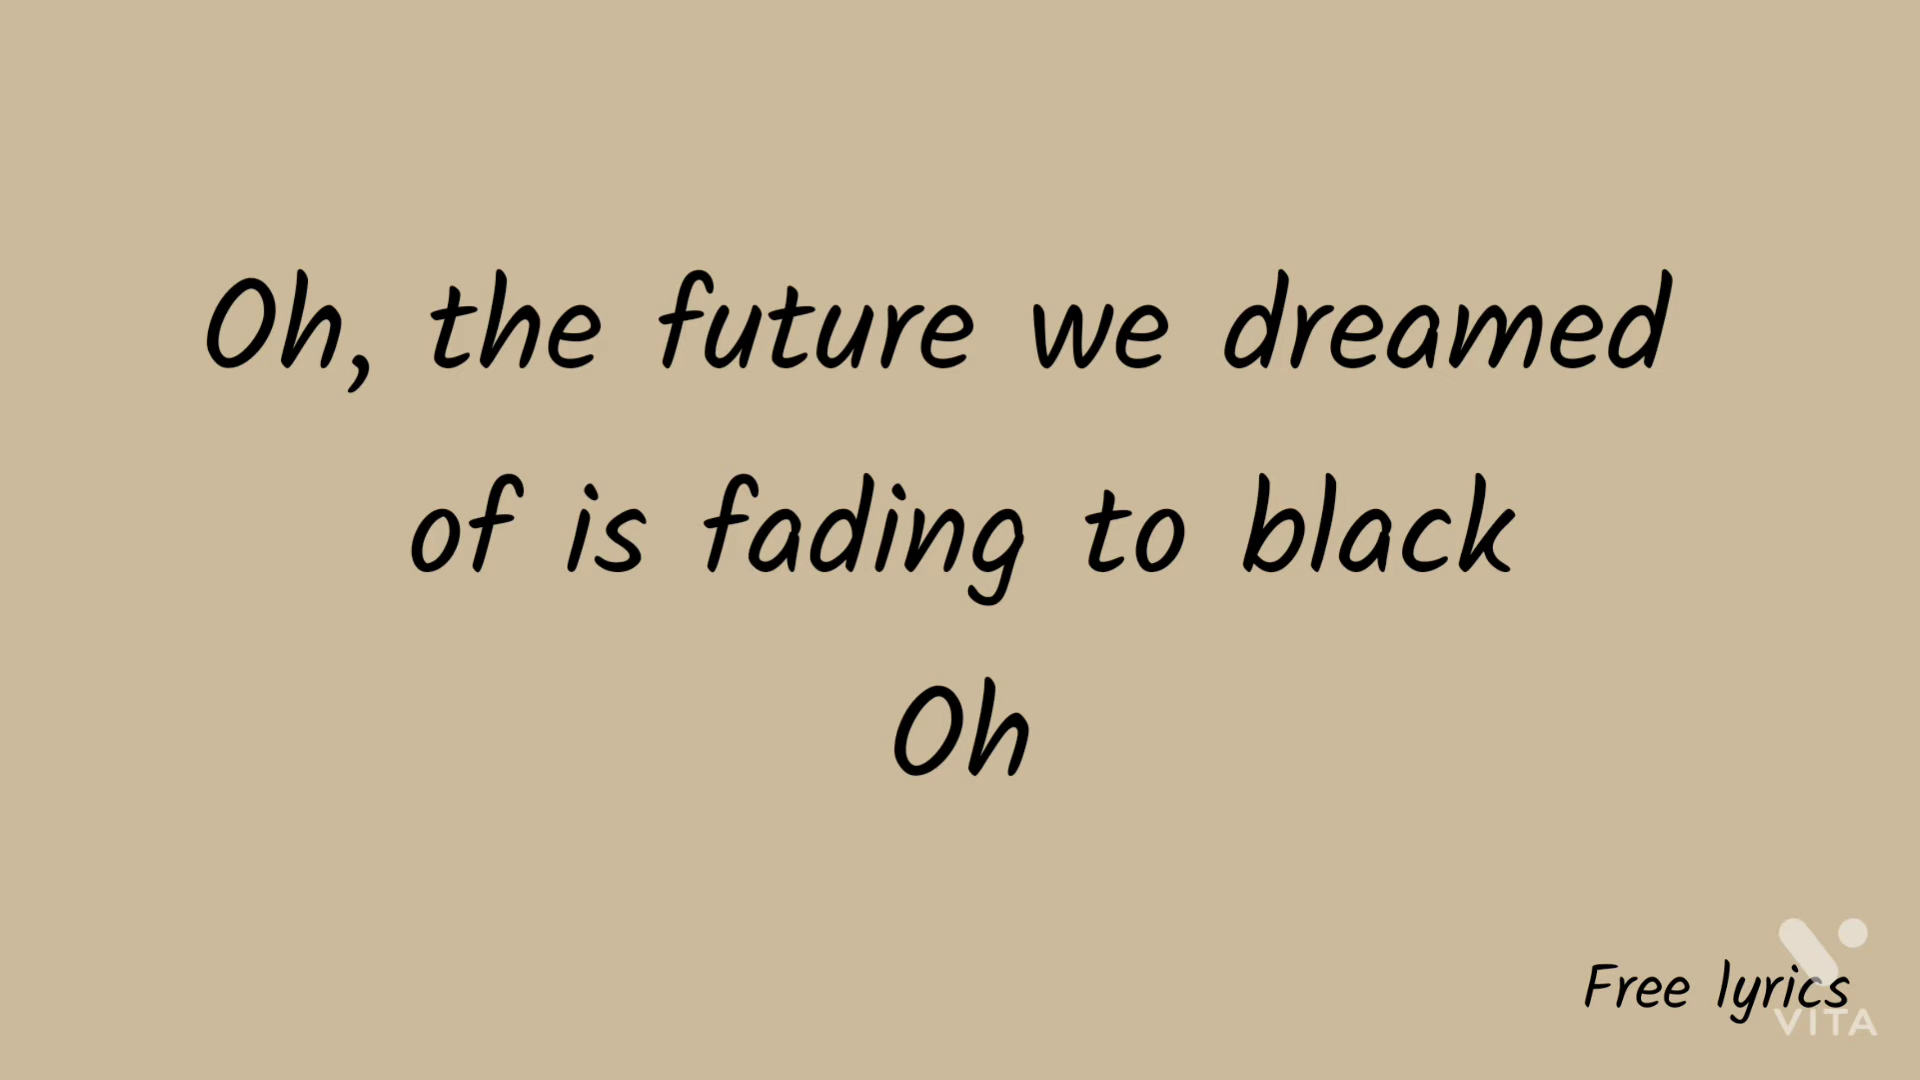 Oh, the future we dreamed
of is fading to black
Oh
Free lyrics
VITA